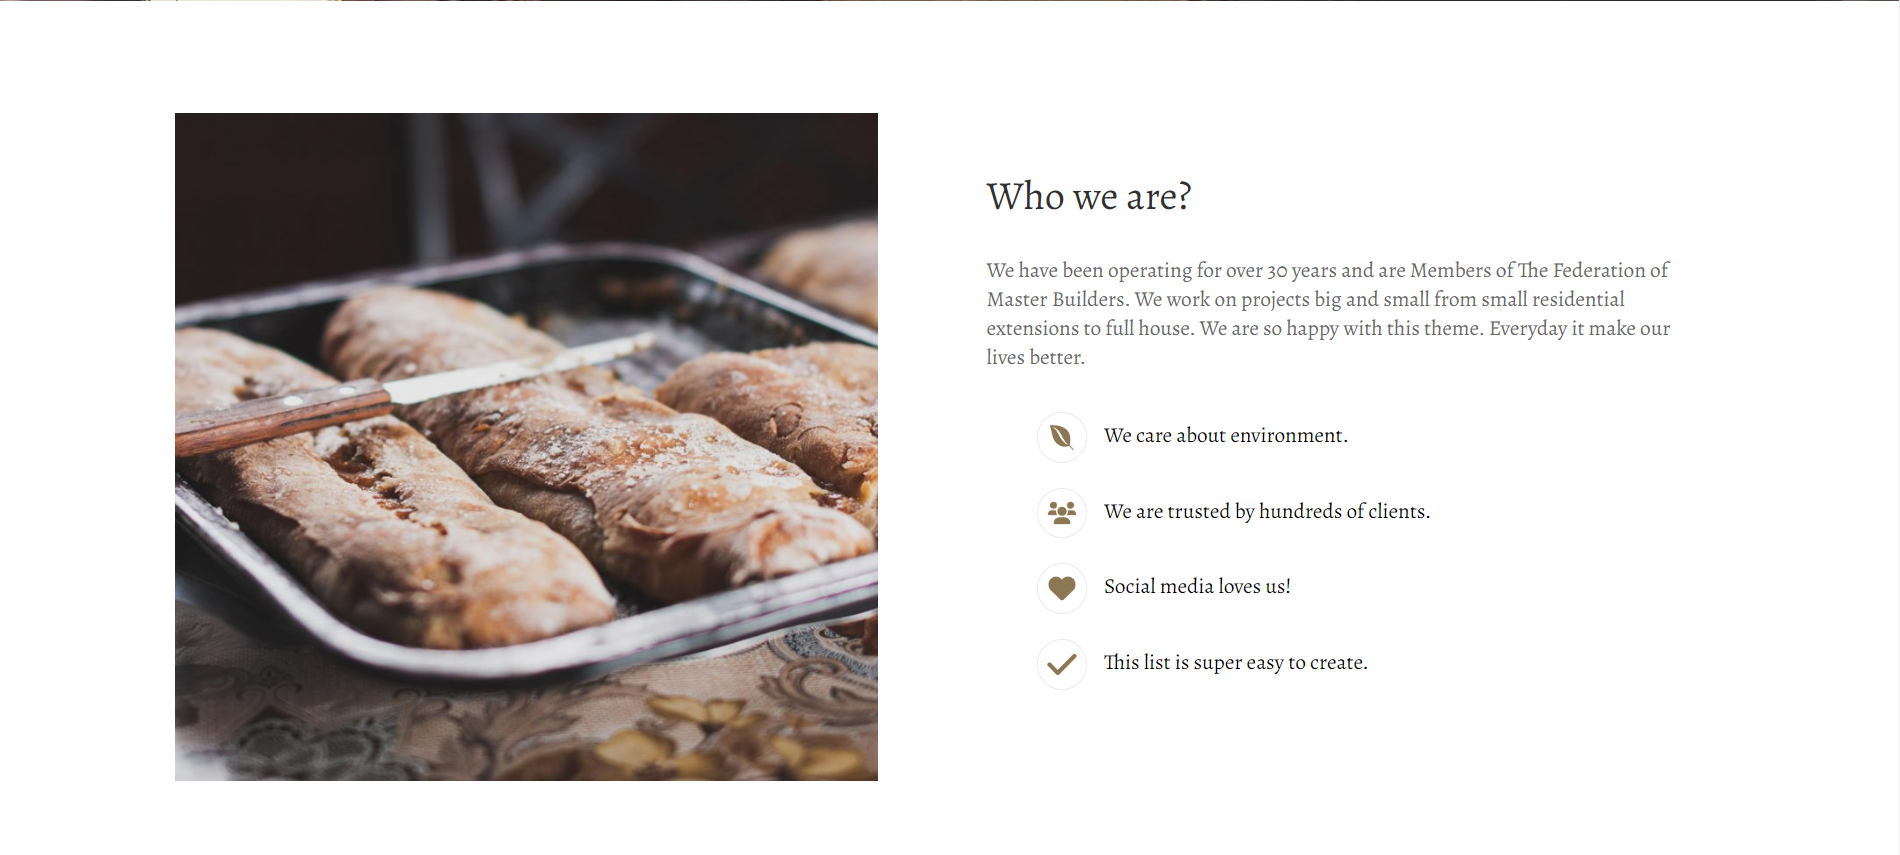 Who we are?
We have been operating for over 30 years and are Members of The Federation of
Master Builders. We work on projects big and small from small residential
extensions to full house. We are so happy with this theme. Everyday it make our
lives better.
We care about environment.
We are trusted by hundreds of clients.
Social media loves us!
This list is super easy to create.